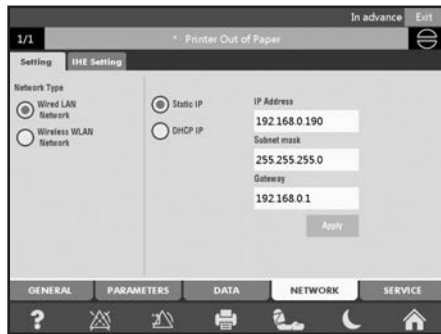 In advance Exit
1/1 * Printer Out of Paper
Setting IHE Setting
Network Type
Wired LAN Network
Wireless WLAN Network
Static IP
DHCP IP
IP Address
192.168.0.190
Subnet mask
255.255.255.0
Gateway
192.168.0.1
Apply
GENERAL PARAMETERS DATA NETWORK SERVICE
?